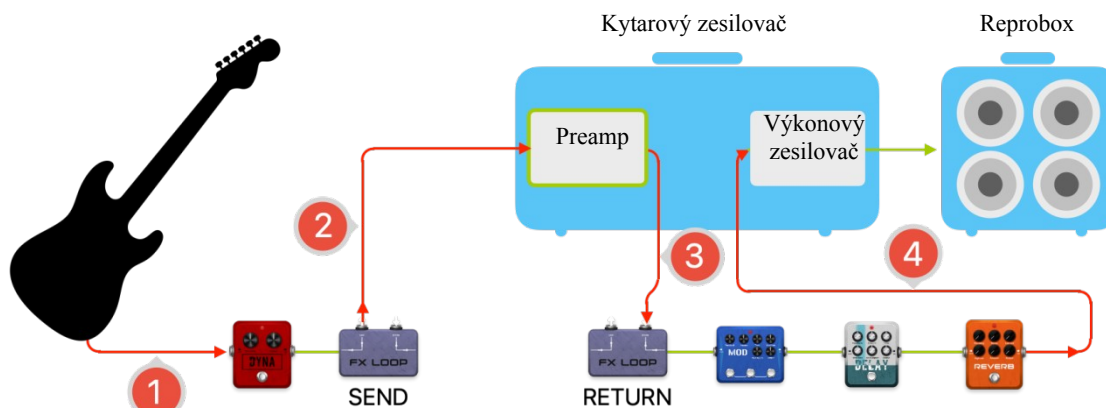 Kytarový zesilovač
Reprobox
Preamp
Výkonový
zesilovač
2
3
4
1
DYNA
FX LOOP
SEND
FX LOOP
RETURN
MOD
DELAY
REVERB